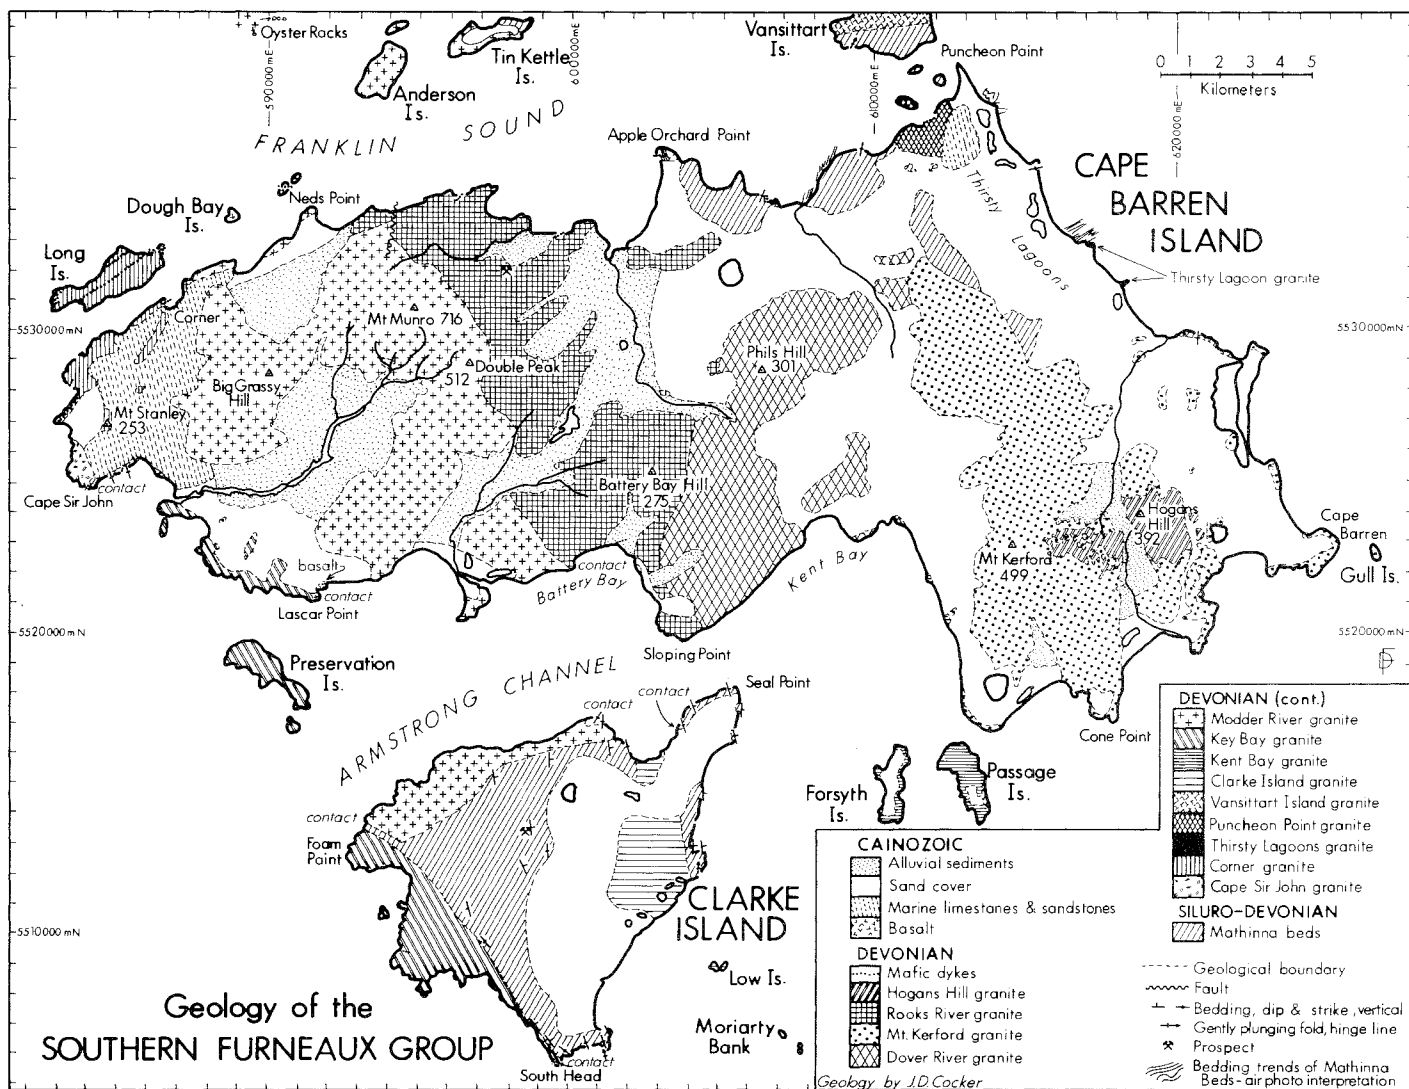 Oyster Rocks
590000mE
Anderson
Is.
Tin Kettle
Is.
600000mE
Vansittart
Is.
610000mE
Puncheon Point
620000mE
0 1 2 3 4 5
Kilometers
FRANKLIN SOUND
Apple Orchard Point
CAPE
BARREN
ISLAND
Thirsty
Lagoons
Thirsty Lagoon granite
Neds Point
Dough Bay
Is.
Long
Is.
Corner
5530000mN
5530000mN
Mt Munro 716
Double Peak
512
Big Grassy
Hill
Mt Stanley
253
Phils Hill
301
contact
Cape Sir John
Battery Bay Hill
275
Hogans
Hill
392
Mt Kerford
499
Cape
Barren
Gull Is.
basalt
contact
Lascar Point
contact
Battery Bay
Kent Bay
5520000mN
5520000mN
Sloping Point
Preservation
Is.
ARMSTRONG CHANNEL
contact
contact
Seal Point
Cone Point
Forsyth
Is.
Passage
Is.
contact
Foam
Point
CLARKE
ISLAND
5510000mN
Low Is.
Moriarty
Bank
contact
South Head
Geology of the
SOUTHERN FURNEAUX GROUP
CAINOZOIC
Alluvial sediments
Sand cover
Marine limestones & sandstones
Basalt
DEVONIAN
Mafic dykes
Hogans Hill granite
Rooks River granite
Mt. Kerford granite
Dover River granite
Geology by J.D. Cocker
DEVONIAN (cont.)
Modder River granite
Key Bay granite
Kent Bay granite
Clarke Island granite
Vansittart Island granite
Puncheon Point granite
Thirsty Lagoons granite
Corner granite
Cape Sir John granite
SILURO-DEVONIAN
Mathinna beds
Geological boundary
Fault
Bedding, dip & strike, vertical
Gently plunging fold, hinge line
Prospect
Bedding trends of Mathinna
Beds-air photo interpretation